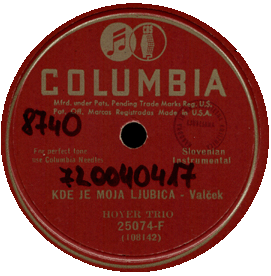 COLUMBIA
Mfrd. under Pats. Pending Trade Marks Reg. U.S.
Pat. Off. Marcas Registradas Made in U.S.A.
8740
For perfect tone
use Columbia Needles
Slovenian
Instrumental
720040417
KDE JE MOJA LJUBICA - Valček
HOYER TRIO
25074-F
(108142)